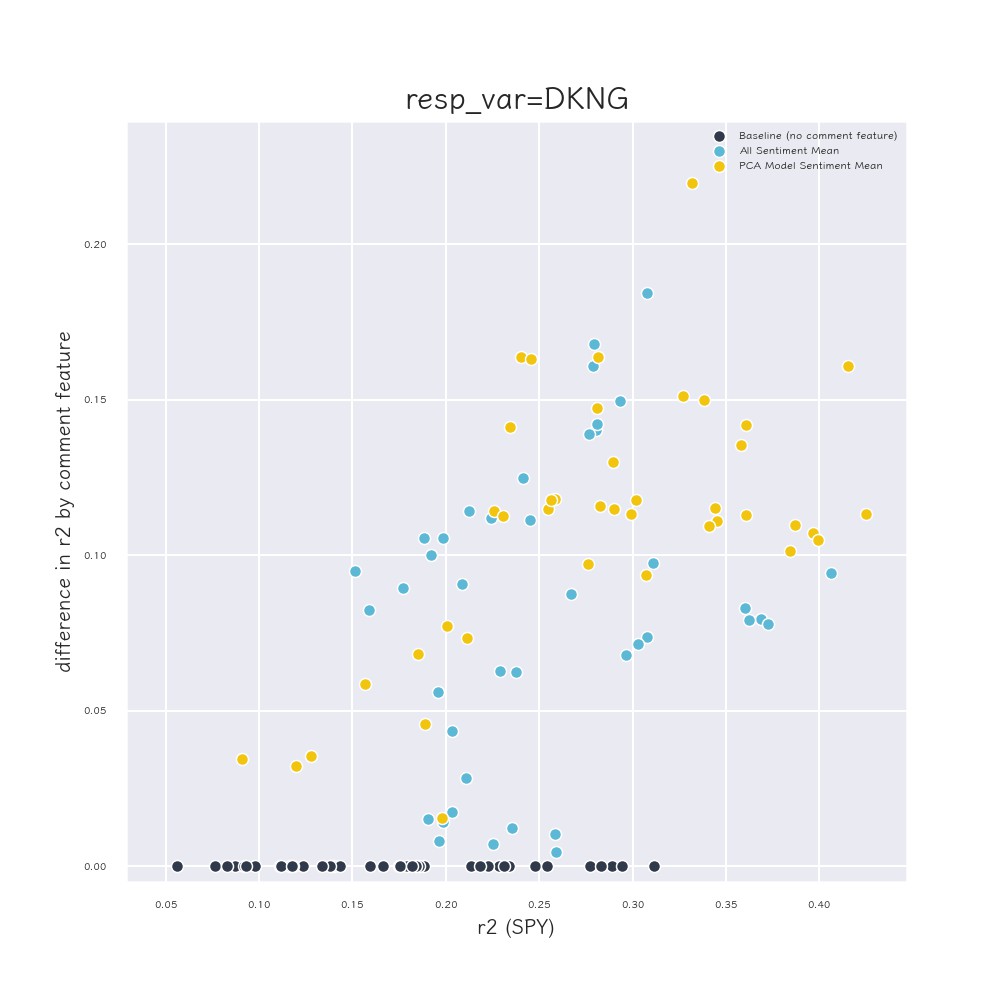 resp_var=DKNG
Baseline (no comment feature)
All Sentiment Mean
PCA Model Sentiment Mean
difference in r2 by comment feature
0.20
0.15
0.10
0.05
0.00
0.05
0.10
0.15
0.20
0.25
0.30
0.35
0.40
r2 (SPY)